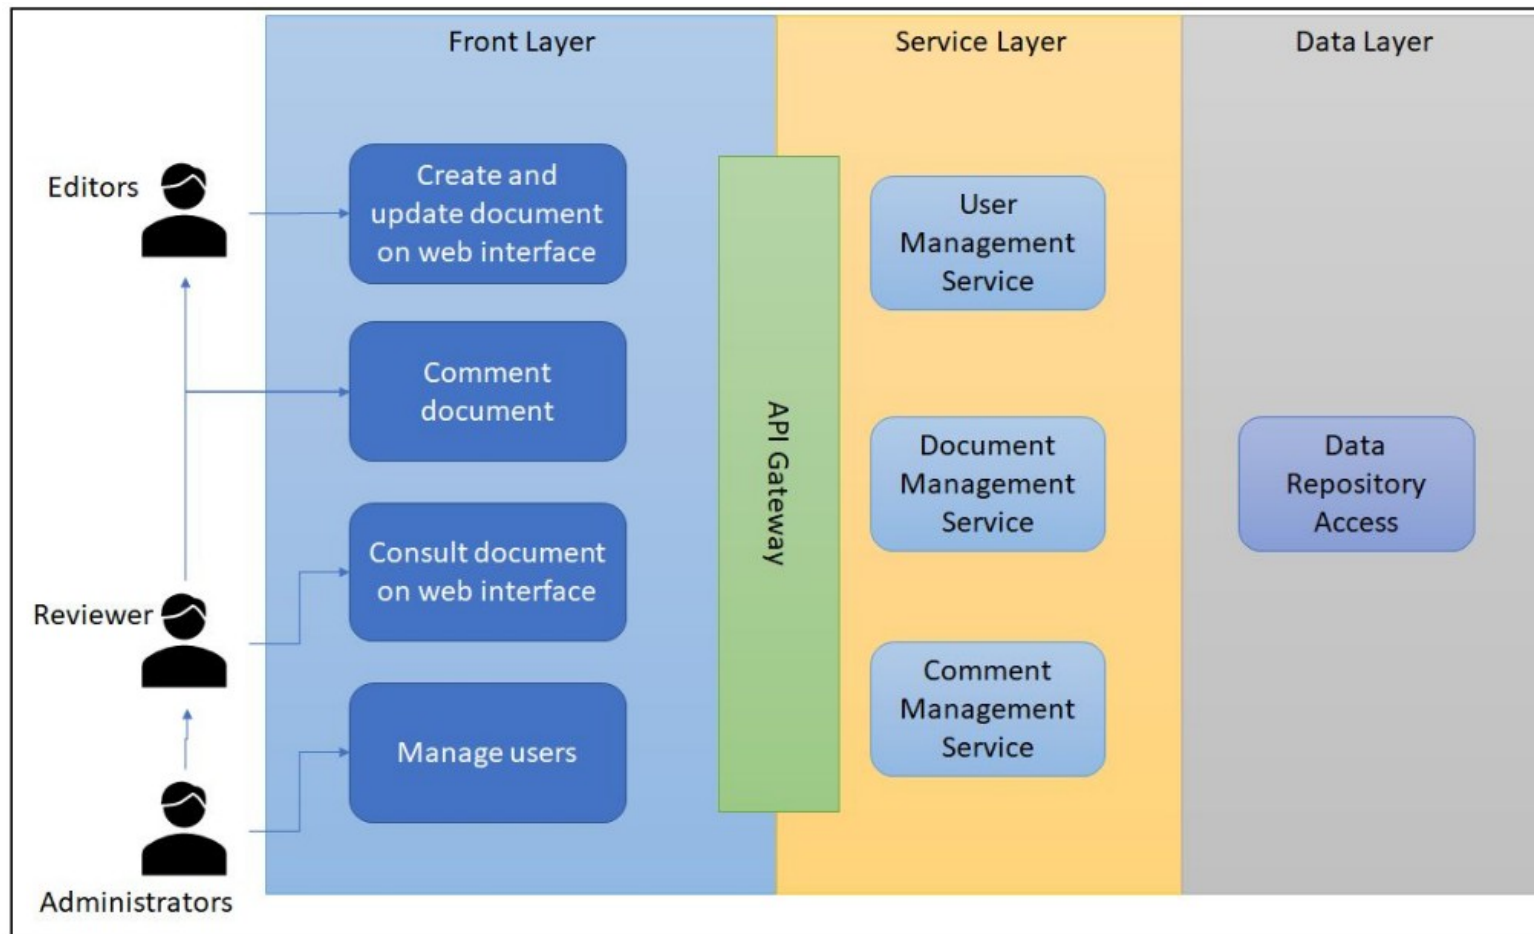 Front Layer
Service Layer
Data Layer
Editors
Create and
update document
on web interface
Comment
document
Reviewer
Consult document
on web interface
Manage users
Administrators
API Gateway
User
Management
Service
Document
Management
Service
Comment
Management
Service
Data
Repository
Access